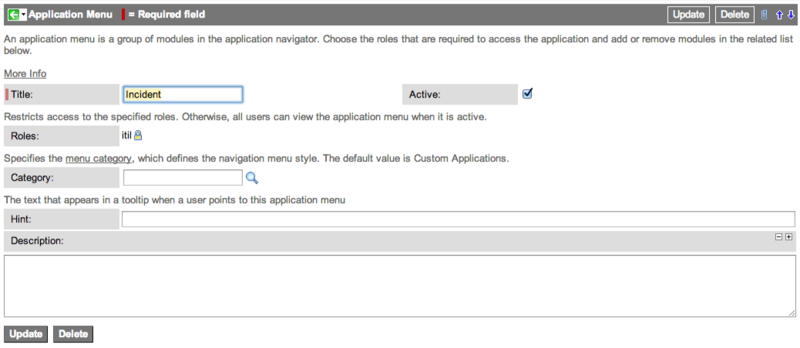 Application Menu = Required field Update Delete
An application menu is a group of modules in the application navigator. Choose the roles that are required to access the application and add or remove modules in the related list
below.
More Info
Title: Incident Active:
Restricts access to the specified roles. Otherwise, all users can view the application menu when it is active.
Roles: itil
Specifies the menu category, which defines the navigation menu style. The default value is Custom Applications.
Category:
The text that appears in a tooltip when a user points to this application menu
Hint:
Description:
Update Delete